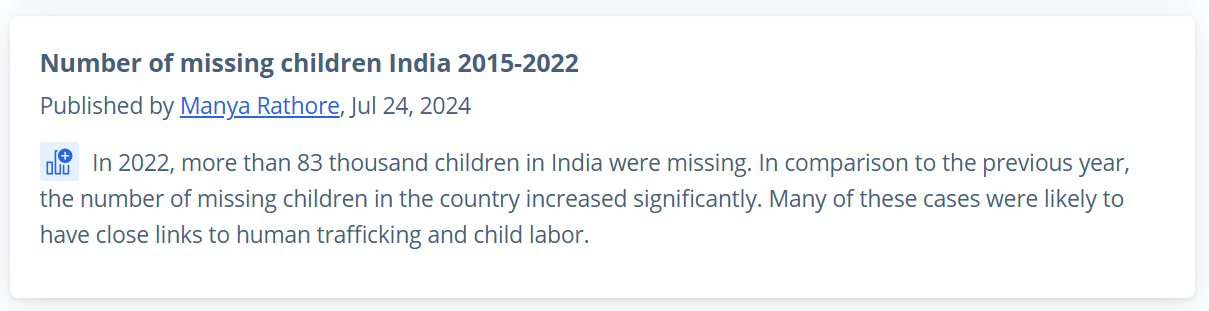 Number of missing children India 2015-2022
Published by Manya Rathore, Jul 24, 2024
In 2022, more than 83 thousand children in India were missing. In comparison to the previous year,
the number of missing children in the country increased significantly. Many of these cases were likely to
have close links to human trafficking and child labor.